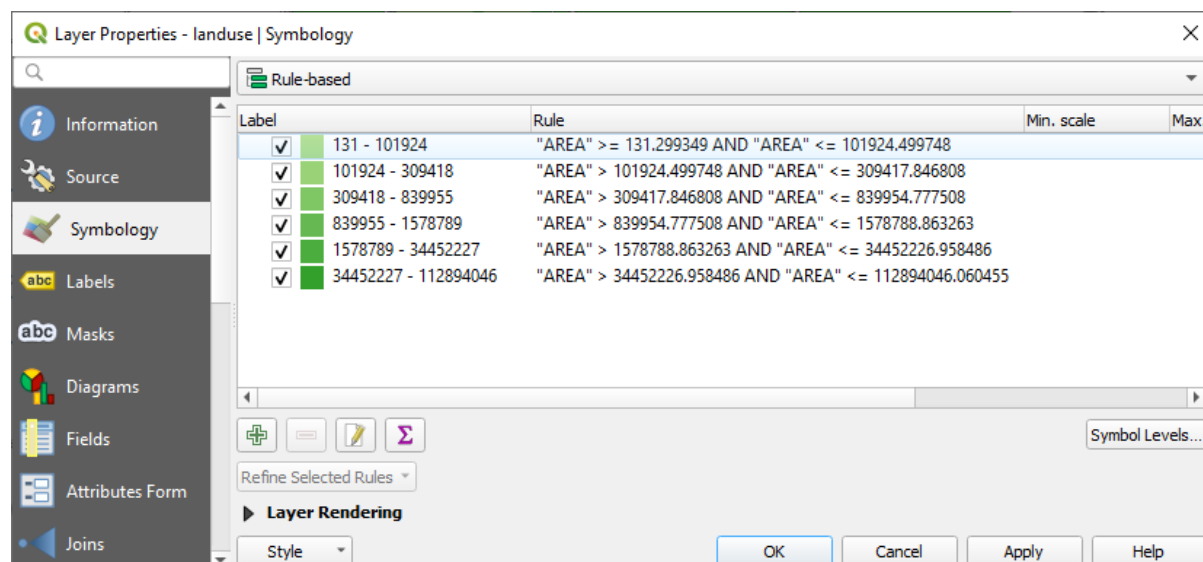 Layer Properties - landuse | Symbology
Rule-based
Information
Source
Symbology
Labels
Masks
Diagrams
Fields
Attributes Form
Joins
Label Rule Min. scale Max
131 - 101924 "AREA" >= 131.299349 AND "AREA" <= 101924.499748
101924 - 309418 "AREA" > 101924.499748 AND "AREA" <= 309417.846808
309418 - 839955 "AREA" > 309417.846808 AND "AREA" <= 839954.777508
839955 - 1578789 "AREA" > 839954.777508 AND "AREA" <= 1578788.863263
1578789 - 34452227 "AREA" > 1578788.863263 AND "AREA" <= 34452226.958486
34452227 - 112894046 "AREA" > 34452226.958486 AND "AREA" <= 112894046.060455
Symbol Levels...
Refine Selected Rules
Layer Rendering
Style OK Cancel Apply Help